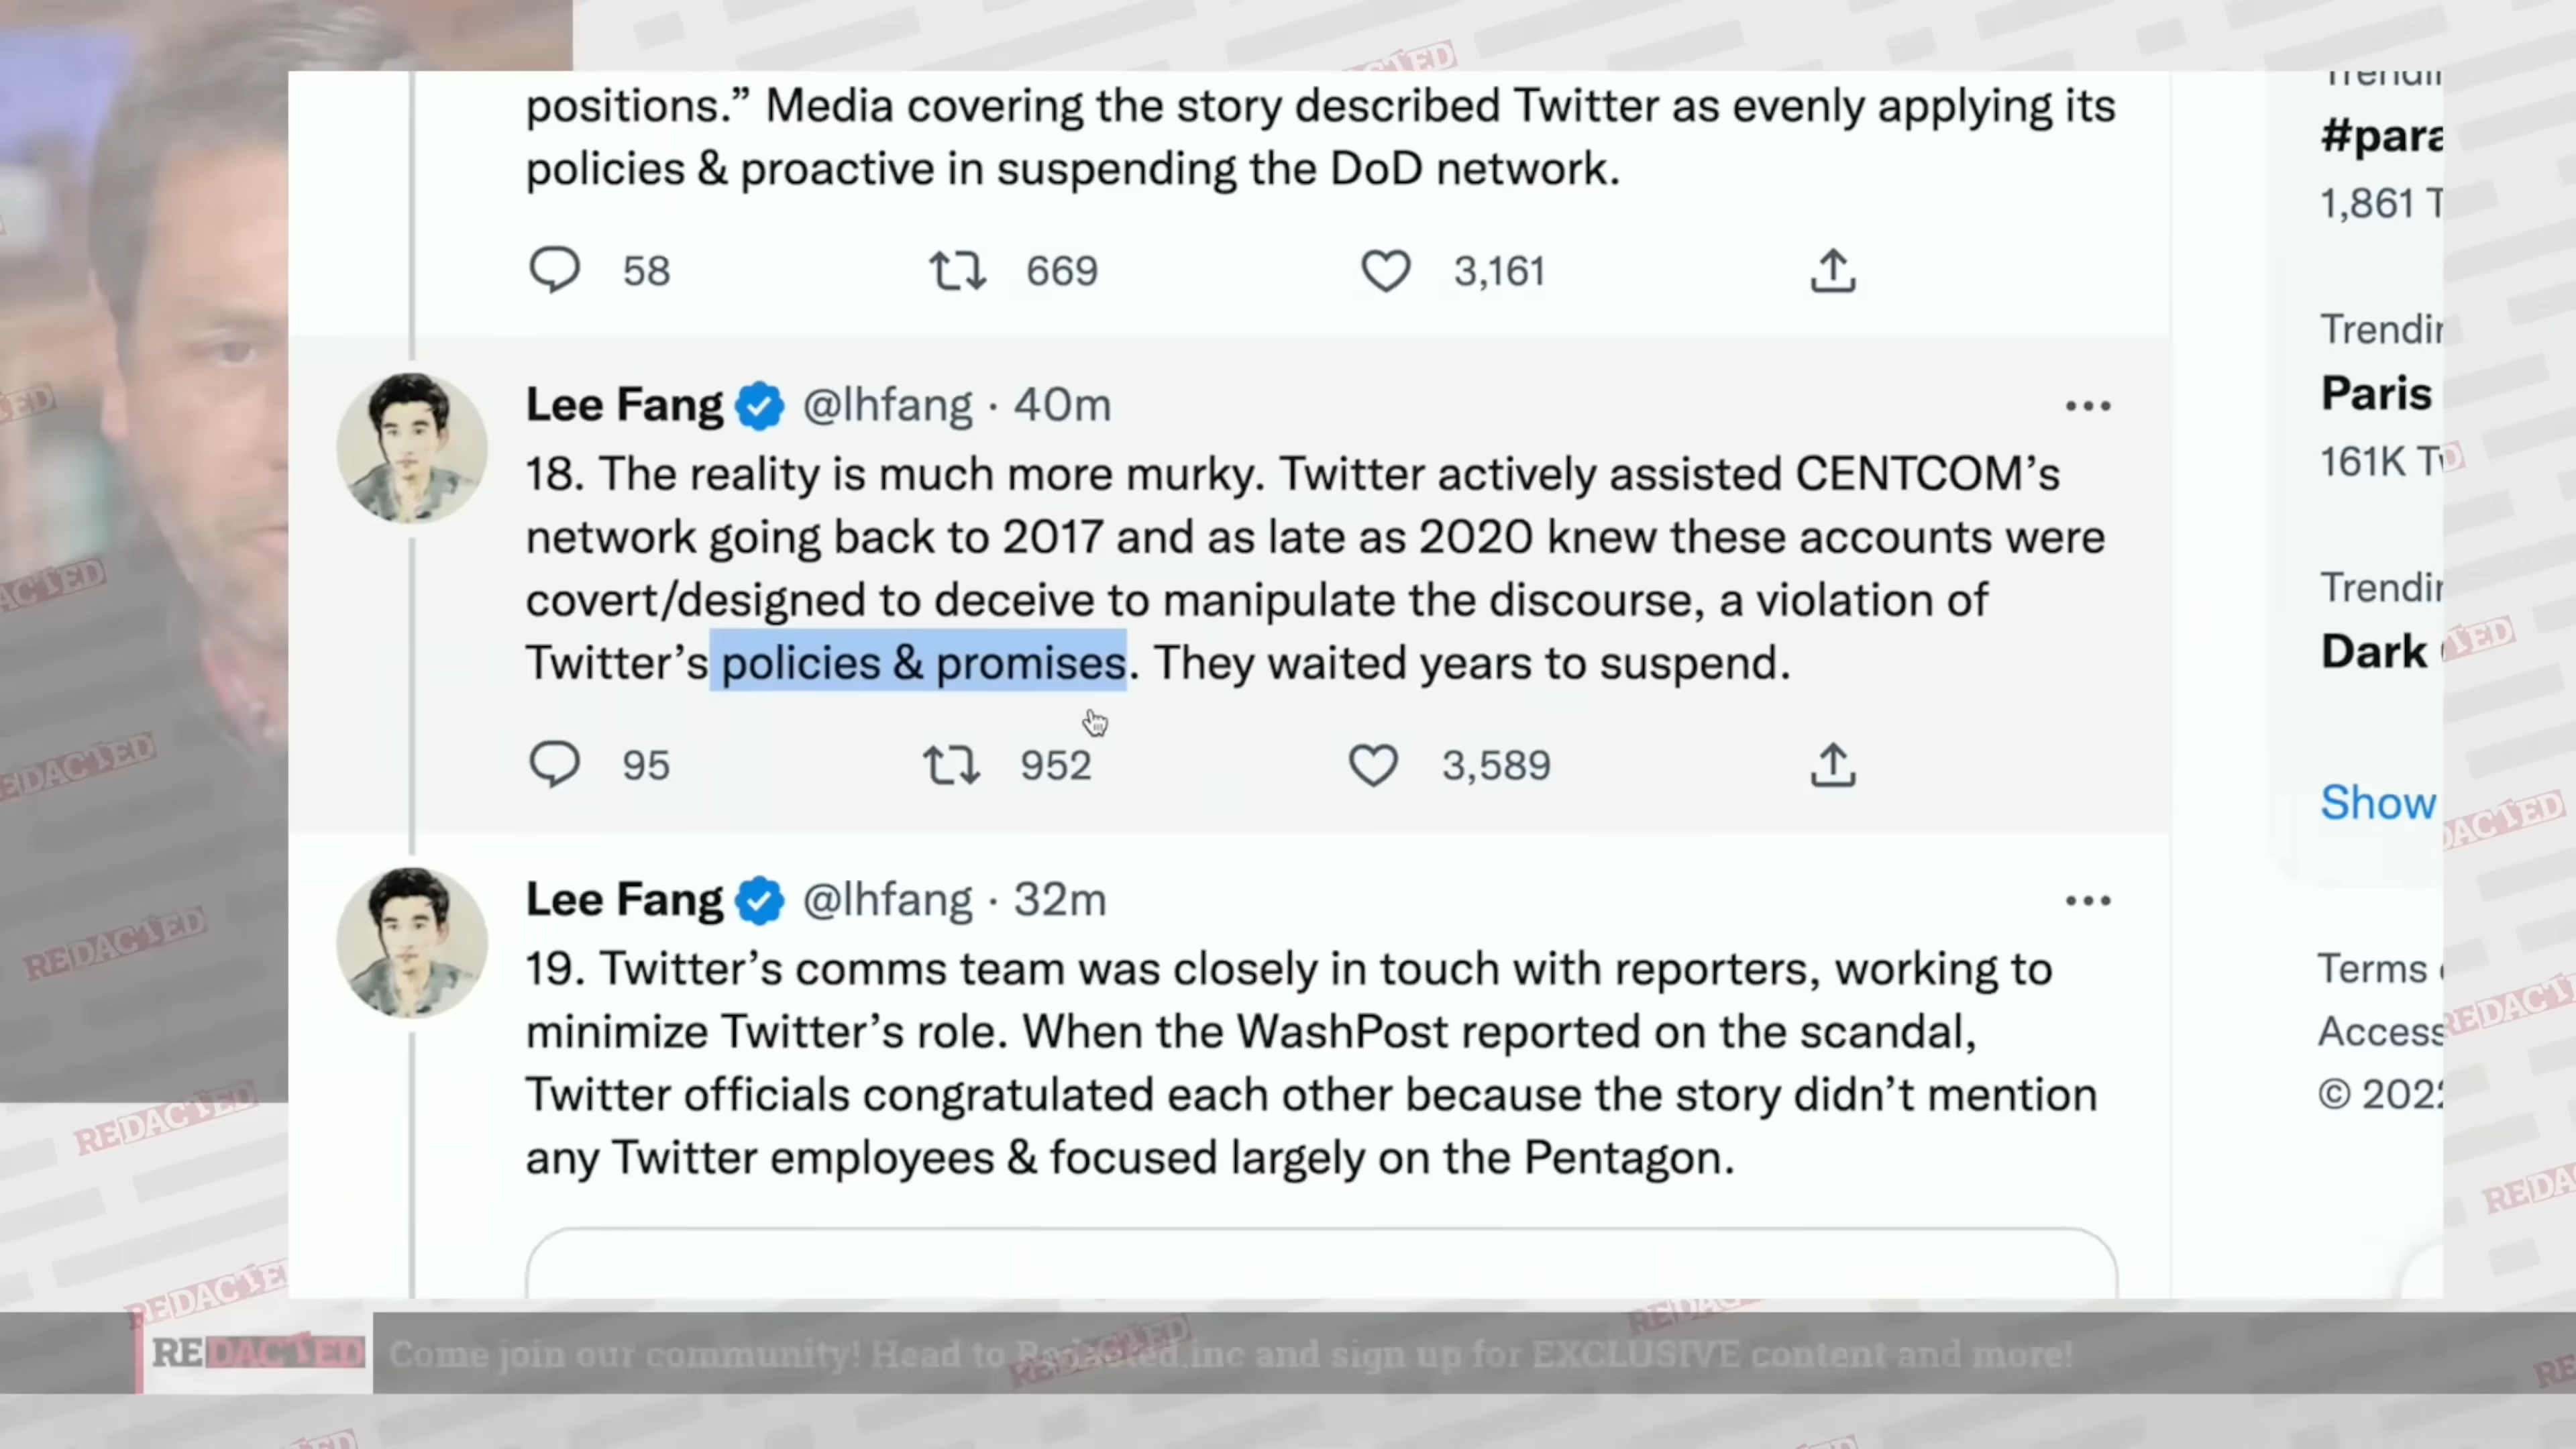 positions.” Media covering the story described Twitter as evenly applying its
policies & proactive in suspending the DoD network.
58 669 3,161
Lee Fang @lhfang · 40m
18. The reality is much more murky. Twitter actively assisted CENTCOM’s
network going back to 2017 and as late as 2020 knew these accounts were
covert/designed to deceive to manipulate the discourse, a violation of
Twitter’s policies & promises. They waited years to suspend.
95 952 3,589
Lee Fang @lhfang · 32m
19. Twitter’s comms team was closely in touch with reporters, working to
minimize Twitter’s role. When the WashPost reported on the scandal,
Twitter officials congratulated each other because the story didn’t mention
any Twitter employees & focused largely on the Pentagon.
#para
1,861 T
Trendin
Paris
161K Tw
Trendin
Dark
Show
Terms
Access
© 2022
REDACTED
Come join our community! Head to Redacted.inc and sign up for EXCLUSIVE content and more!